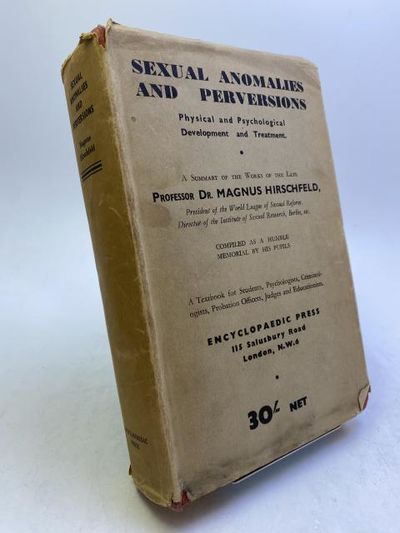 SEXUAL
ANOMALIES
AND
PERVERSIONS
Hirschfeld
SEXUAL ANOMALIES
AND PERVERSIONS
Physical and Psychological
Development and Treatment.
A SUMMARY OF THE WORKS OF THE LATE
PROFESSOR DR. MAGNUS HIRSCHFELD,
President of the World League of Sexual Reform
Director of the Institute of Sexual Research, Berlin, etc.
COMPILED AS A HUMBLE
MEMORIAL BY HIS PUPILS
A Textbook for Students, Psychologists, Criminol-
ogists, Probation Officers, Judges and Educationists.
ENCYCLOPAEDIC PRESS
115 Salusbury Road
London, N.W.6
30/- NET